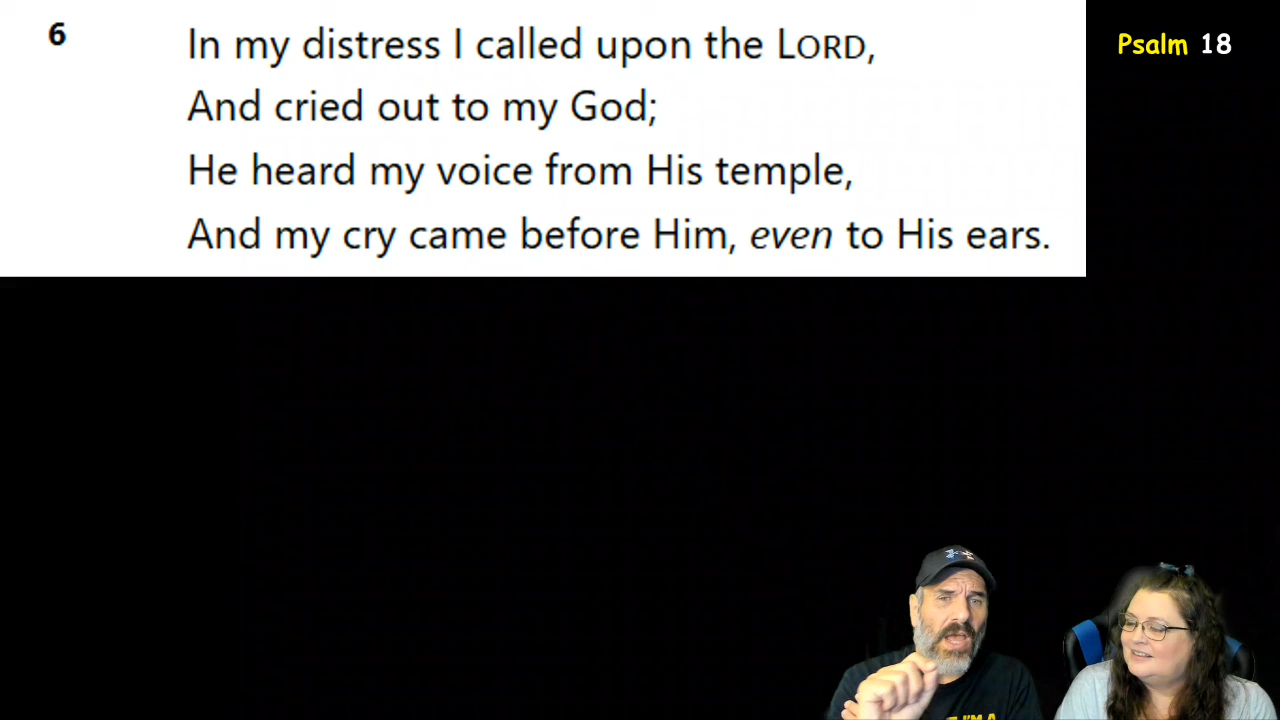 6 In my distress I called upon the LORD,
And cried out to my God;
He heard my voice from His temple,
And my cry came before Him, even to His ears.
Psalm 18
I'M A